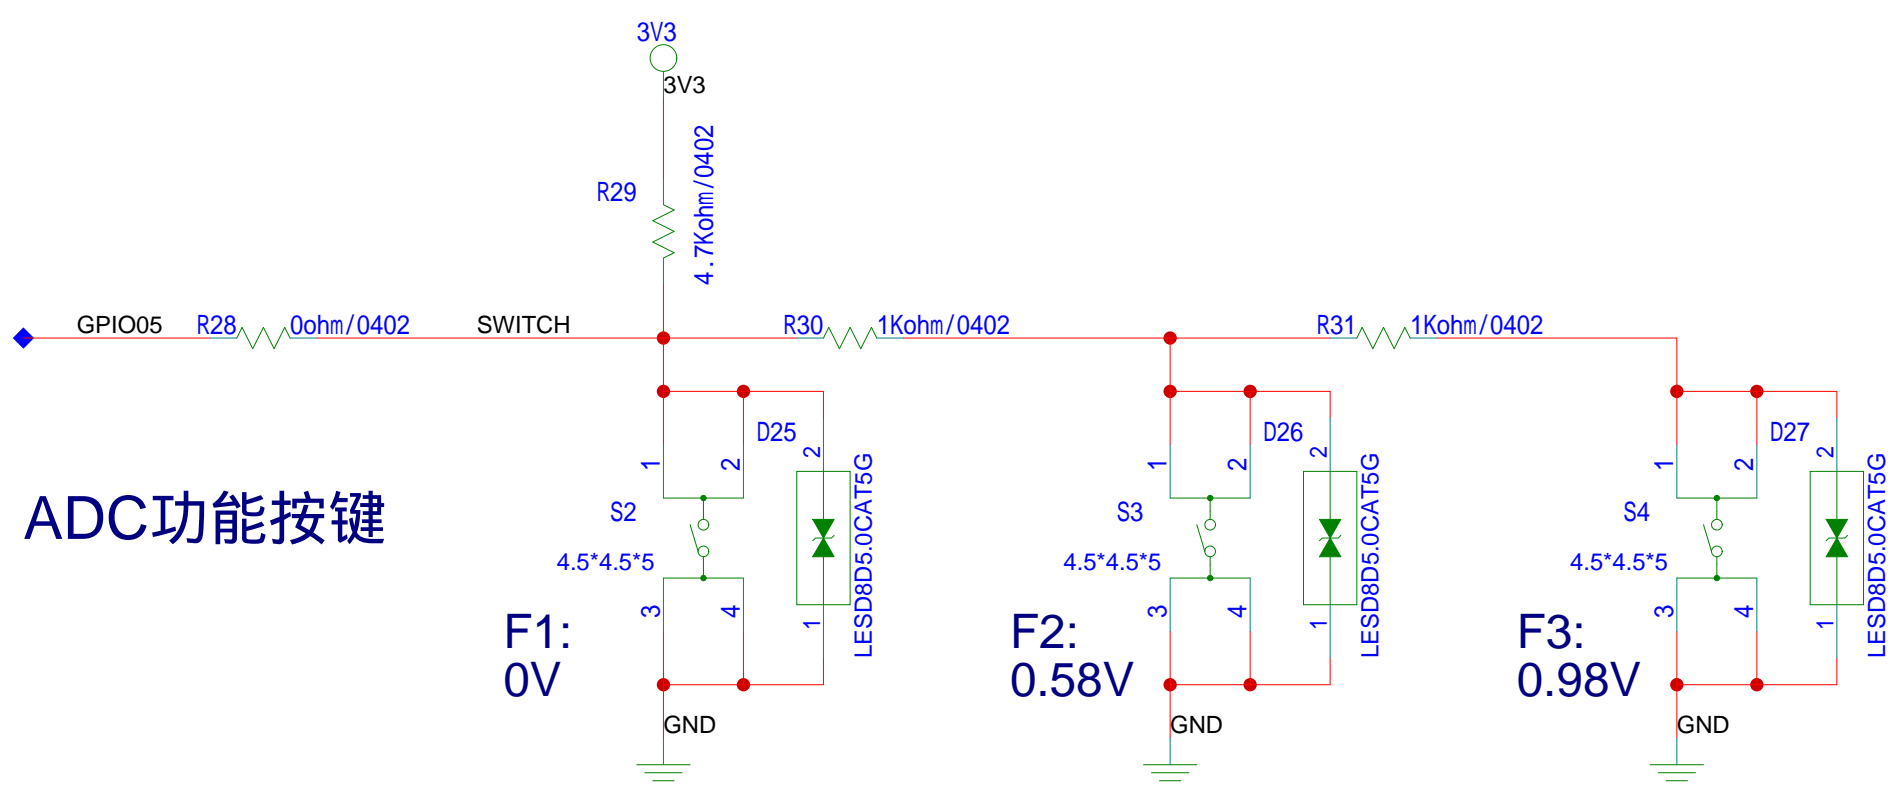 3V3
3V3
R29
4.7Kohm/0402
GPIO05
R28
0ohm/0402
SWITCH
R30
1Kohm/0402
R31
1Kohm/0402
D25
D26
D27
1
2
2
1
2
2
1
2
2
ADC功能按键
S2
LESD8D5.0CAT5G
S3
LESD8D5.0CAT5G
S4
LESD8D5.0CAT5G
4.5*4.5*5
4.5*4.5*5
4.5*4.5*5
3
4
1
3
4
1
3
4
1
F1:
0V
F2:
0.58V
F3:
0.98V
GND
GND
GND